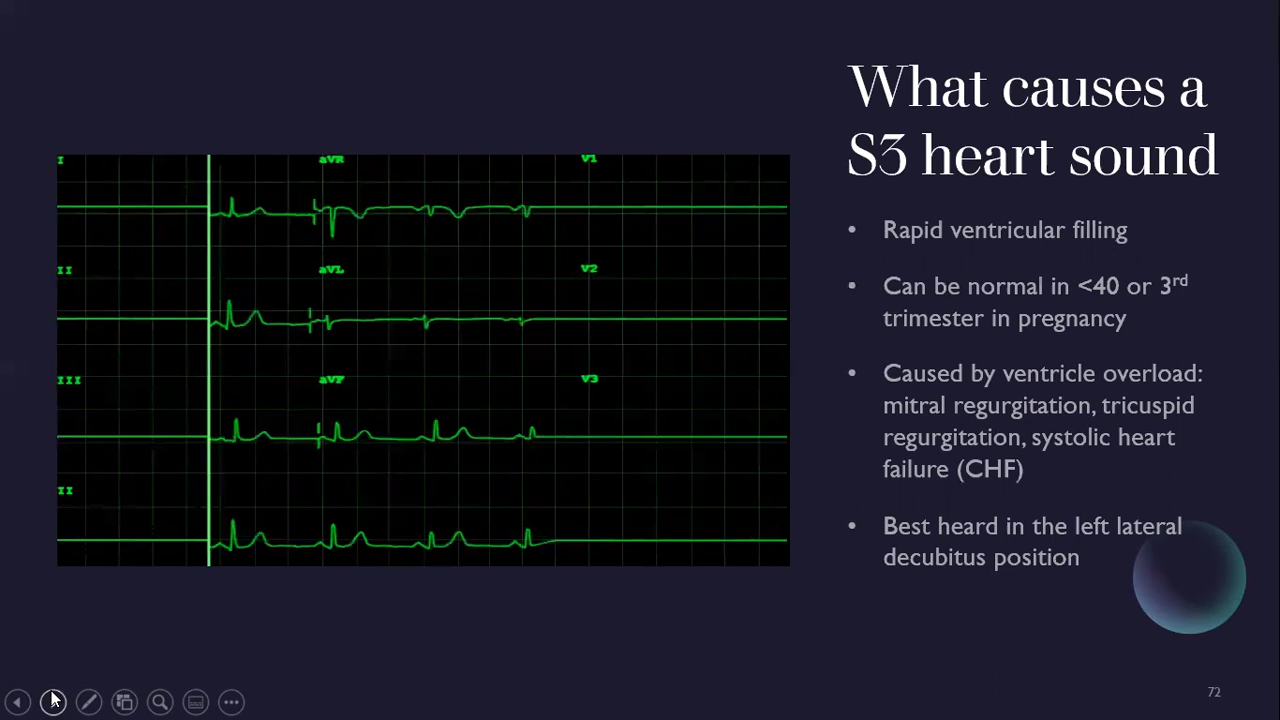 What causes a
S3 heart sound
• Rapid ventricular filling
• Can be normal in <40 or 3rd
trimester in pregnancy
• Caused by ventricle overload:
mitral regurgitation, tricuspid
regurgitation, systolic heart
failure (CHF)
• Best heard in the left lateral
decubitus position
I aVR V1
II aVL V2
III aVF V3
II
72